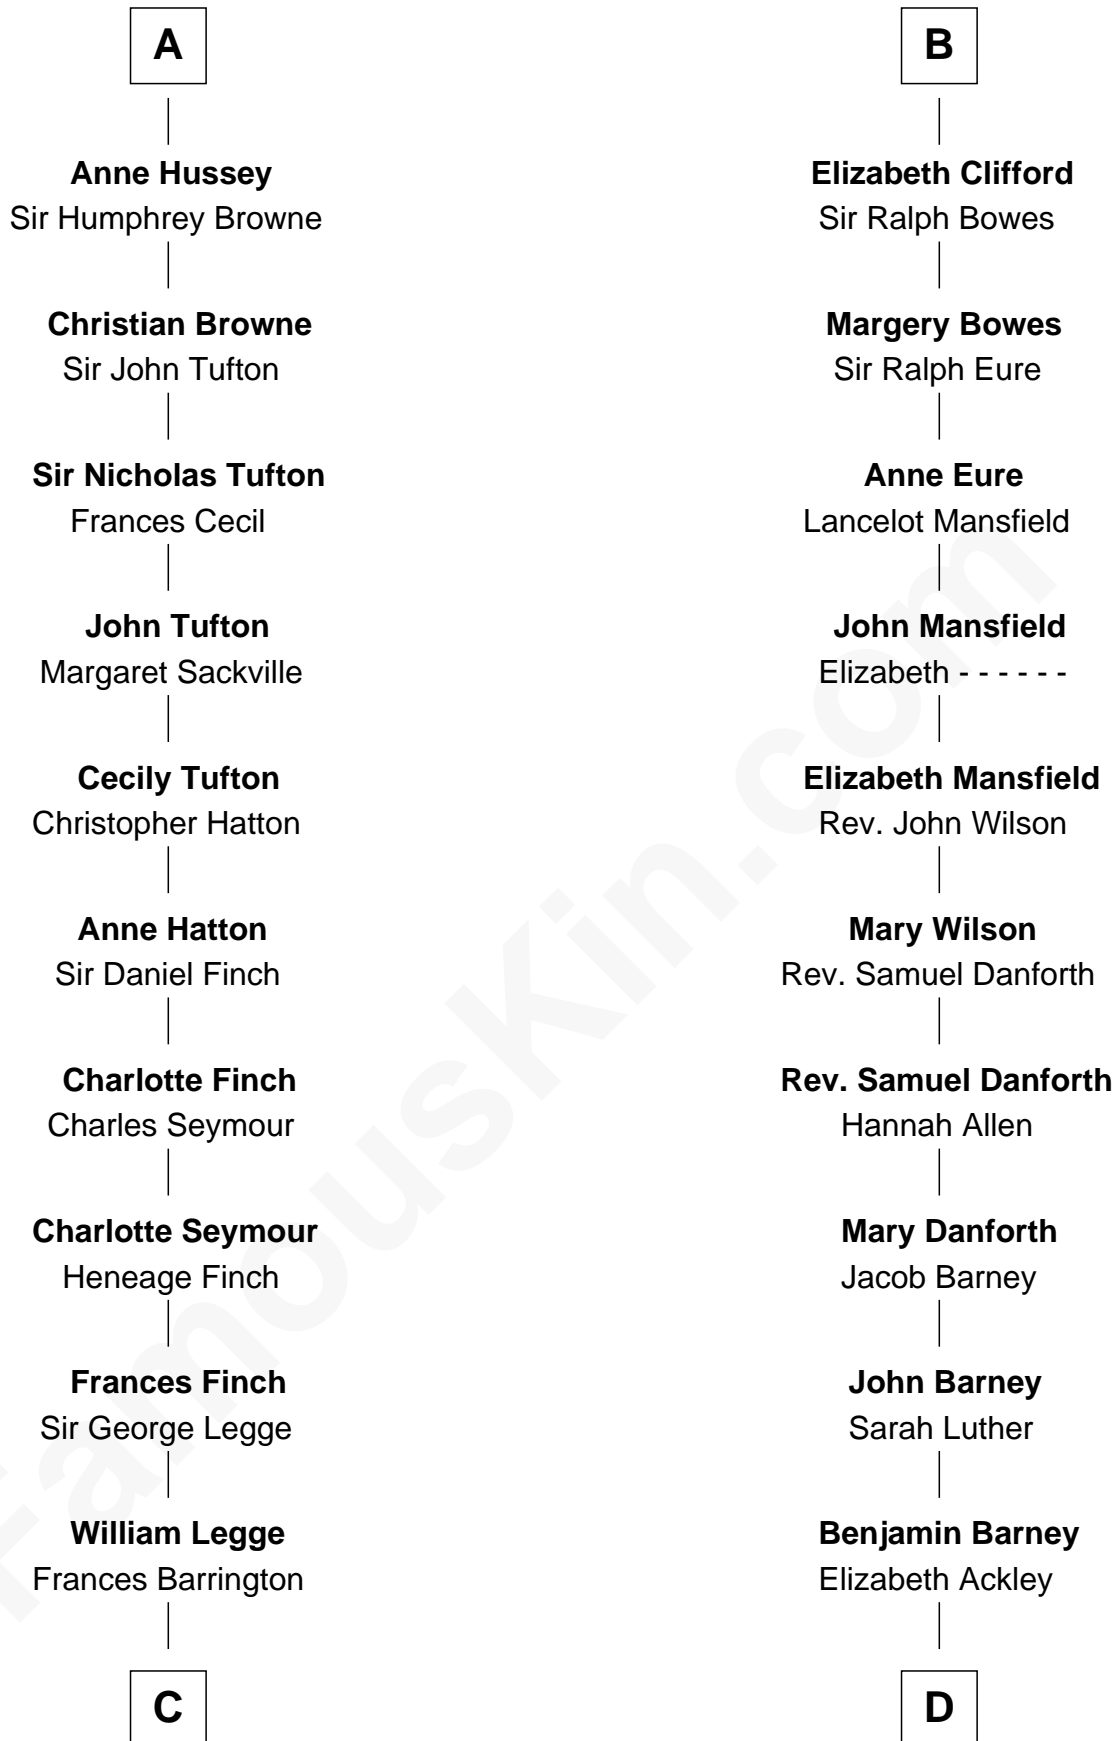 A
Anne Hussey
Sir Humphrey Browne
Christian Browne
Sir John Tufton
Sir Nicholas Tufton
Frances Cecil
John Tufton
Margaret Sackville
Cecily Tufton
Christopher Hatton
Anne Hatton
Sir Daniel Finch
Charlotte Finch
Charles Seymour
Charlotte Seymour
Heneage Finch
Frances Finch
Sir George Legge
William Legge
Frances Barrington
C
B
Elizabeth Clifford
Sir Ralph Bowes
Margery Bowes
Sir Ralph Eure
Anne Eure
Lancelot Mansfield
John Mansfield
Elizabeth - - - - - -
Elizabeth Mansfield
Rev. John Wilson
Mary Wilson
Rev. Samuel Danforth
Rev. Samuel Danforth
Hannah Allen
Mary Danforth
Jacob Barney
John Barney
Sarah Luther
Benjamin Barney
Elizabeth Ackley
D
FamousKin.com